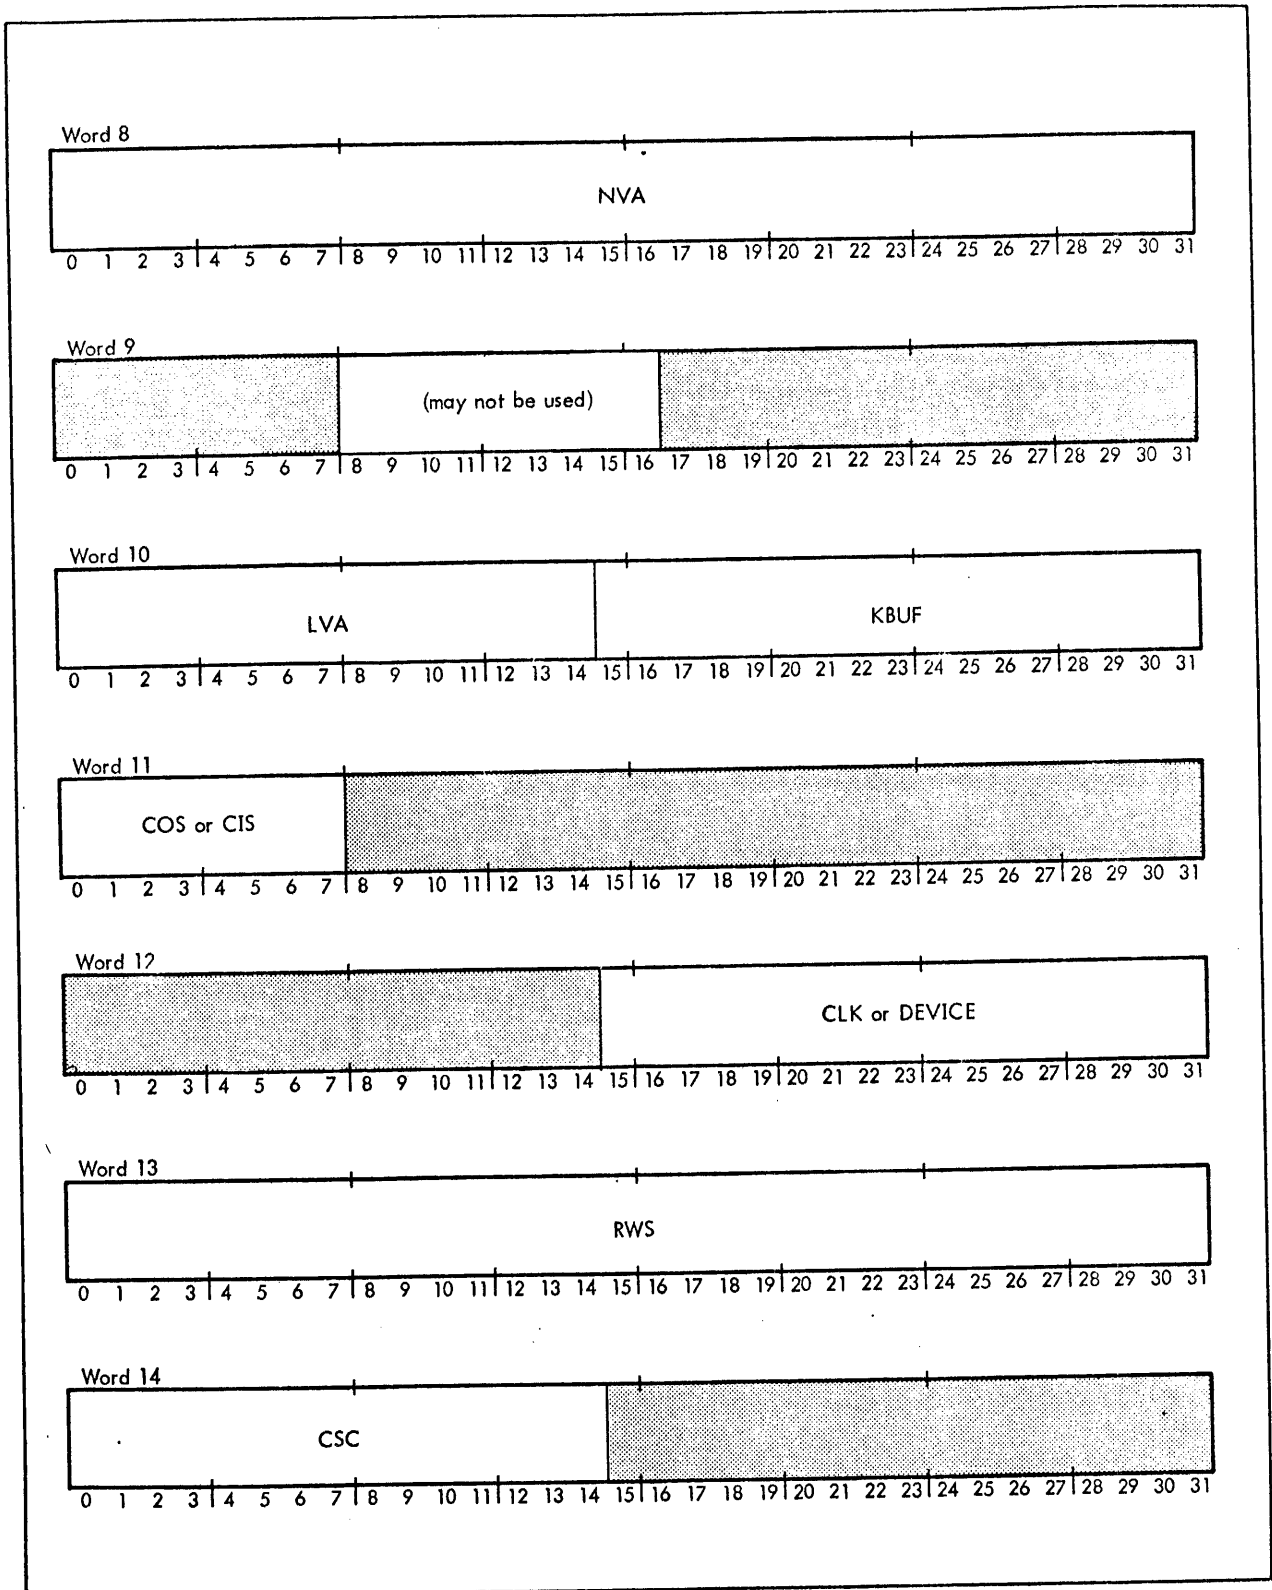 Word 8
NVA
0 1 2 3 4 5 6 7 8 9 10 11 12 13 14 15 16 17 18 19 20 21 22 23 24 25 26 27 28 29 30 31
Word 9
(may not be used)
0 1 2 3 4 5 6 7 8 9 10 11 12 13 14 15 16 17 18 19 20 21 22 23 24 25 26 27 28 29 30 31
Word 10
LVA KBUF
0 1 2 3 4 5 6 7 8 9 10 11 12 13 14 15 16 17 18 19 20 21 22 23 24 25 26 27 28 29 30 31
Word 11
COS or CIS
0 1 2 3 4 5 6 7 8 9 10 11 12 13 14 15 16 17 18 19 20 21 22 23 24 25 26 27 28 29 30 31
Word 12
CLK or DEVICE
0 1 2 3 4 5 6 7 8 9 10 11 12 13 14 15 16 17 18 19 20 21 22 23 24 25 26 27 28 29 30 31
Word 13
RWS
0 1 2 3 4 5 6 7 8 9 10 11 12 13 14 15 16 17 18 19 20 21 22 23 24 25 26 27 28 29 30 31
Word 14
CSC
0 1 2 3 4 5 6 7 8 9 10 11 12 13 14 15 16 17 18 19 20 21 22 23 24 25 26 27 28 29 30 31